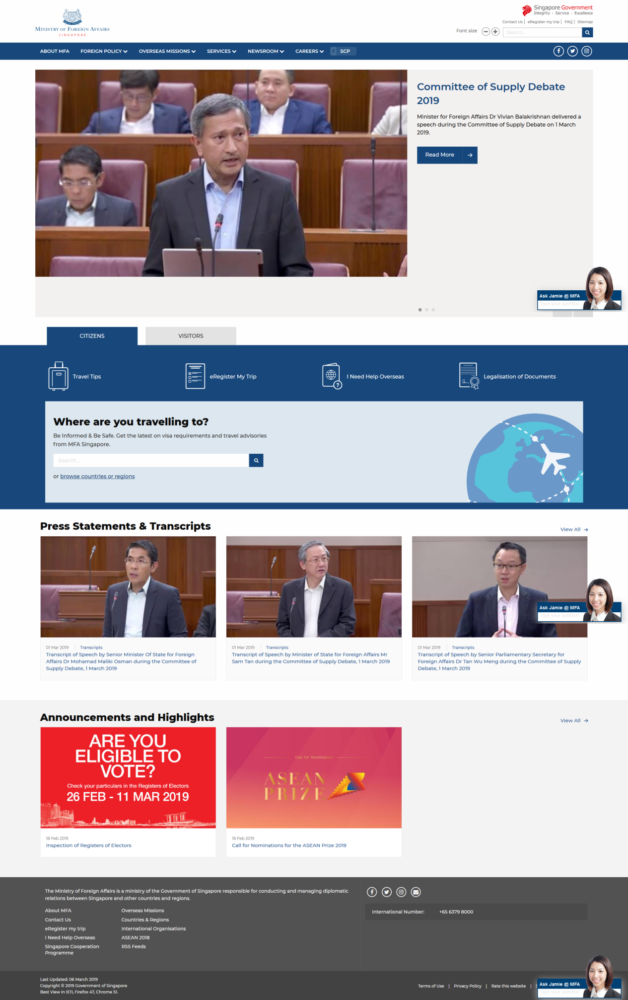 MINISTRY OF FOREIGN AFFAIRS
SINGAPORE
Singapore Government
Integrity · Service · Excellence
Contact Us | eRegister my trip | FAQ | Sitemap
Font size
Search...
ABOUT MFA FOREIGN POLICY OVERSEAS MISSIONS SERVICES NEWSROOM CAREERS SCP
Committee of Supply Debate
2019
Minister for Foreign Affairs Dr Vivian Balakrishnan delivered a
speech during the Committee of Supply Debate on 1 March
2019.
Read More
Ask Jamie @ MFA
Type your question
CITIZENS
VISITORS
Travel Tips
eRegister My Trip
I Need Help Overseas
Legalisation of Documents
Where are you travelling to?
Be Informed & Be Safe. Get the latest on visa requirements and travel advisories
from MFA Singapore.
Search...
or browse countries or regions
Press Statements & Transcripts
View All
Ask Jamie @ MFA
Type your question
01 Mar 2019 | Transcripts
Transcript of Speech by Senior Minister Of State for Foreign
Affairs Dr Mohamad Maliki Osman during the Committee of
Supply Debate, 1 March 2019
01 Mar 2019 | Transcripts
Transcript of Speech by Minister of State for Foreign Affairs Mr
Sam Tan during the Committee of Supply Debate, 1 March 2019
01 Mar 2019 | Transcripts
Transcript of Speech by Senior Parliamentary Secretary for
Foreign Affairs Dr Tan Wu Meng during the Committee of Supply
Debate, 1 March 2019
Announcements and Highlights
View All
ARE YOU
ELIGIBLE TO
VOTE?
Check your particulars in the Registers of Electors
26 FEB - 11 MAR 2019
Call for Nomination
ASEAN
PRIZE
18 Feb 2019
Inspection of Registers of Electors
18 Feb 2019
Call for Nominations for the ASEAN Prize 2019
The Ministry of Foreign Affairs is a ministry of the Government of Singapore responsible for conducting and managing diplomatic
relations between Singapore and other countries and regions.
About MFA
Contact Us
eRegister my trip
I Need Help Overseas
Singapore Cooperation
Programme
Overseas Missions
Countries & Regions
International Organisations
ASEAN 2018
RSS Feeds
International Number: +65 6379 8000
Last Updated: 06 March 2019
Copyright © 2019 Government of Singapore
Best View in IE11, Firefox 47, Chrome 51.
Terms of Use | Privacy Policy | Rate this website |
Ask Jamie @ MFA
Type your question